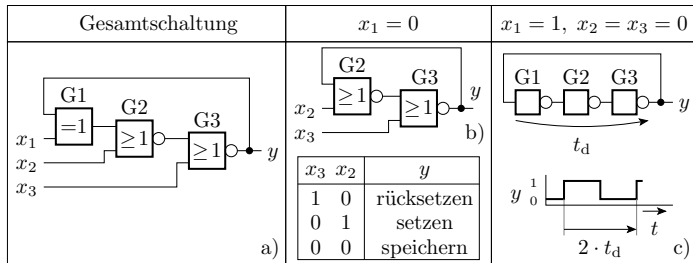 Gesamtschaltung
x₁ = 0
x₁ = 1, x₂ = x₃ = 0
G1
G2
G3
=1
≥1
≥1
x₁
x₂
x₃
y
a)
G2
G3
≥1
≥1
x₂
x₃
y
b)
x₃ x₂ y
1 0 rücksetzen
0 1 setzen
0 0 speichern
G1 G2 G3
y
t_d
y 1
0
t
2 · t_d
c)